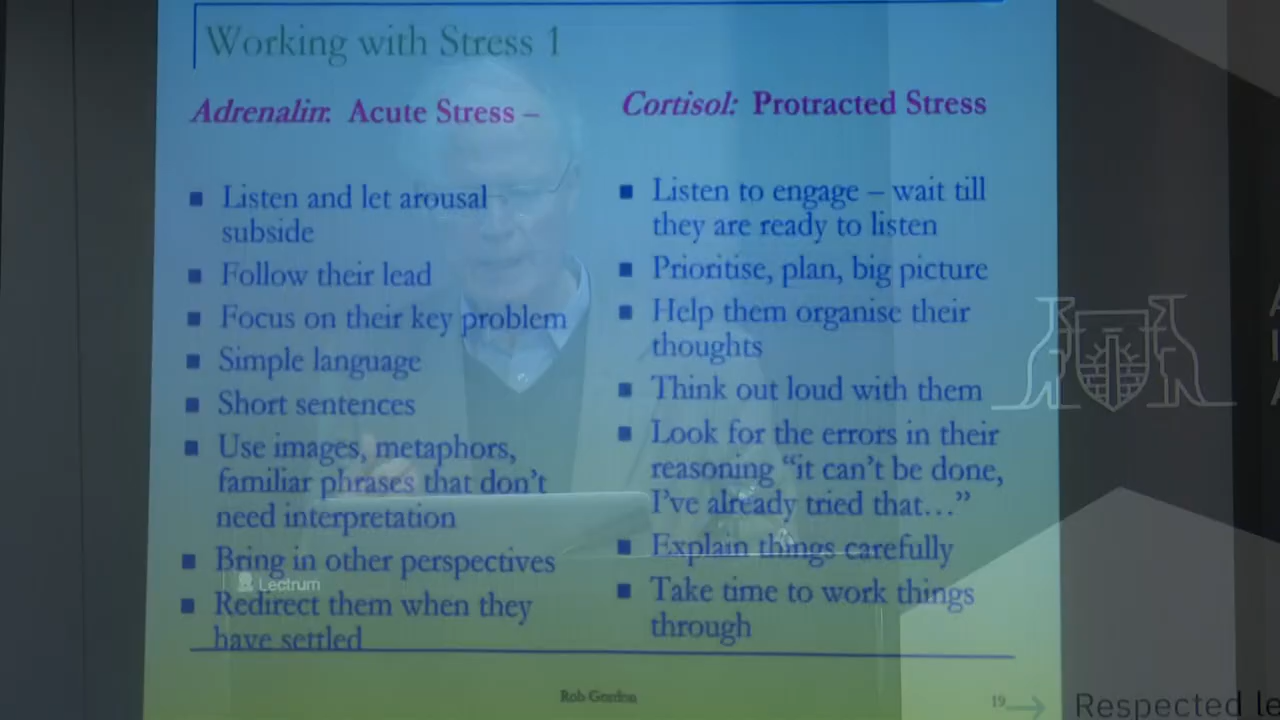 Working with Stress 1
Adrenalin: Acute Stress –
Listen and let arousal
subside
Follow their lead
Focus on their key problem
Simple language
Short sentences
Use images, metaphors,
familiar phrases that don't
need interpretation
Bring in other perspectives
Redirect them when they
have settled
Cortisol: Protracted Stress
Listen to engage – wait till
they are ready to listen
Prioritise, plan, big picture
Help them organise their
thoughts
Think out loud with them
Look for the errors in their
reasoning “it can't be done,
I've already tried that…”
Explain things carefully
Take time to work things
through
Lectrum
Rob Gordon
19
Respected le